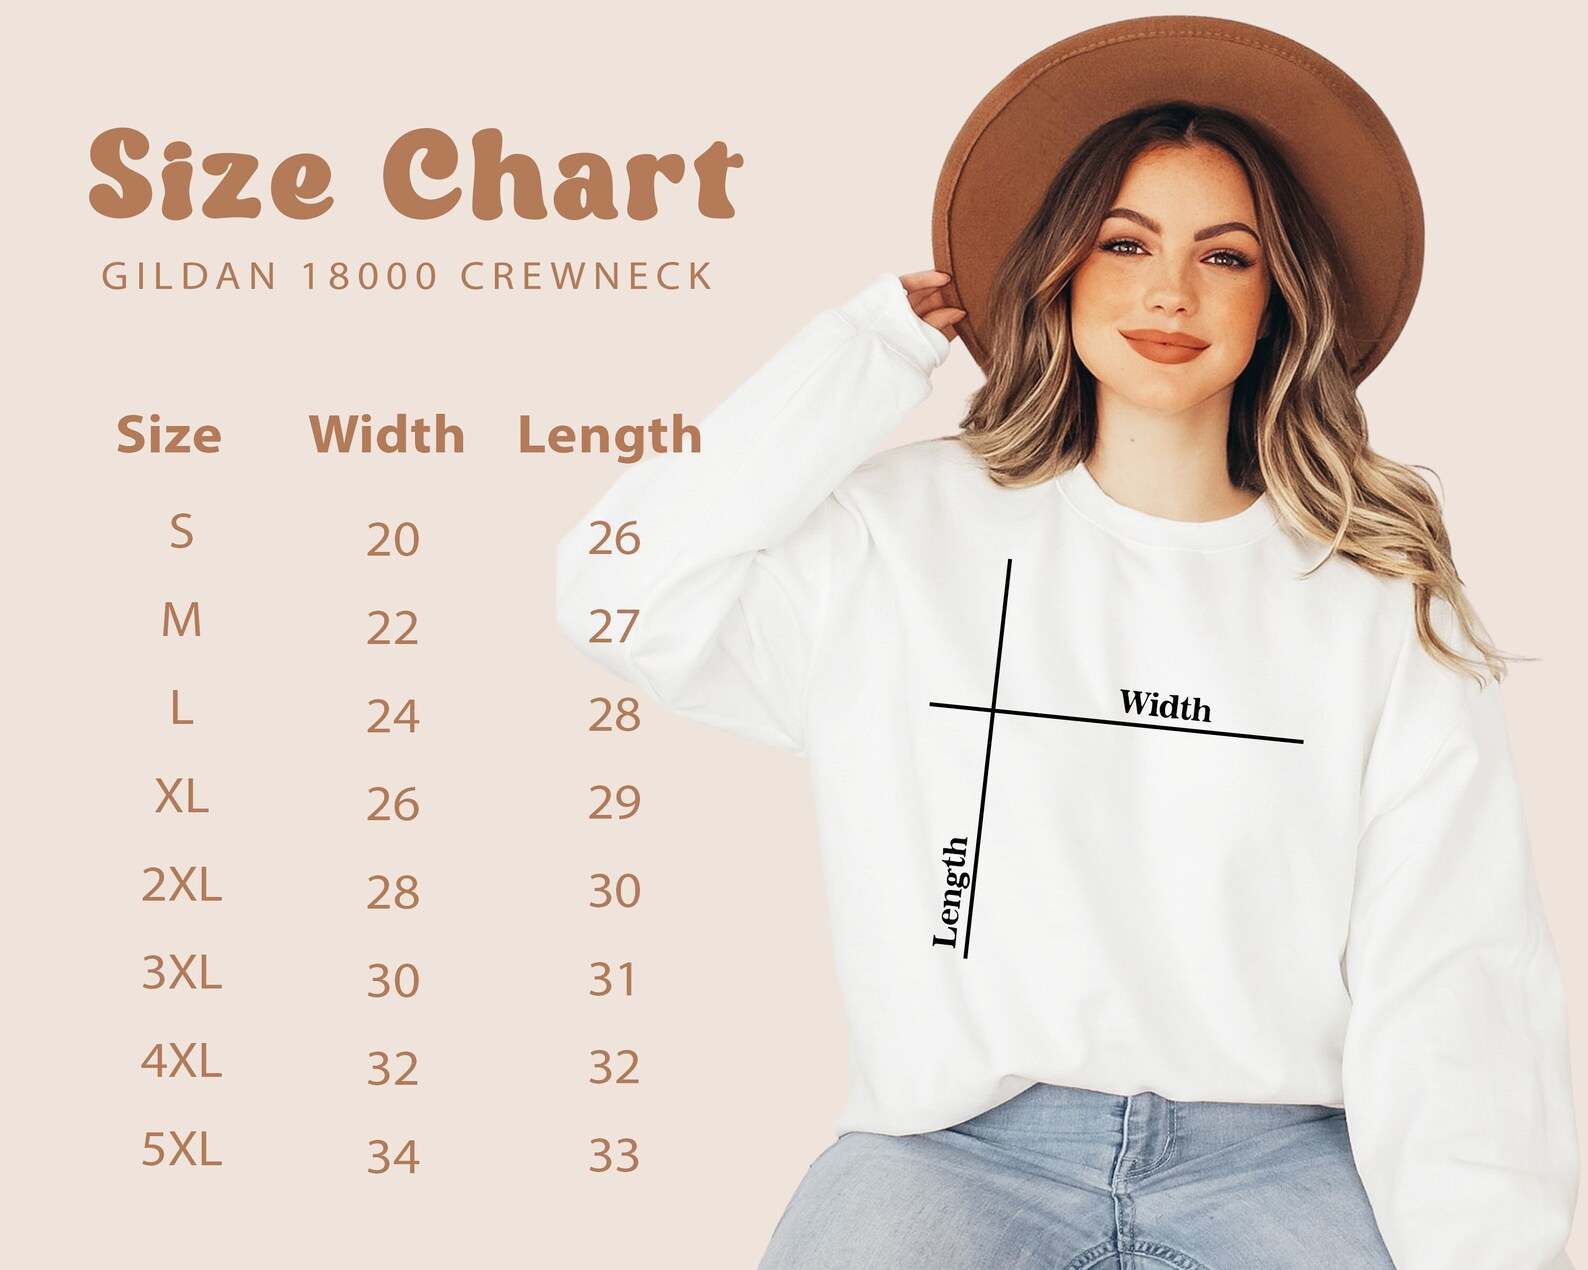 Size Chart
GILDAN 18000 CREWNECK
Size Width Length
S 20 26
M 22 27
L 24 28
XL 26 29
2XL 28 30
3XL 30 31
4XL 32 32
5XL 34 33
Width
Length